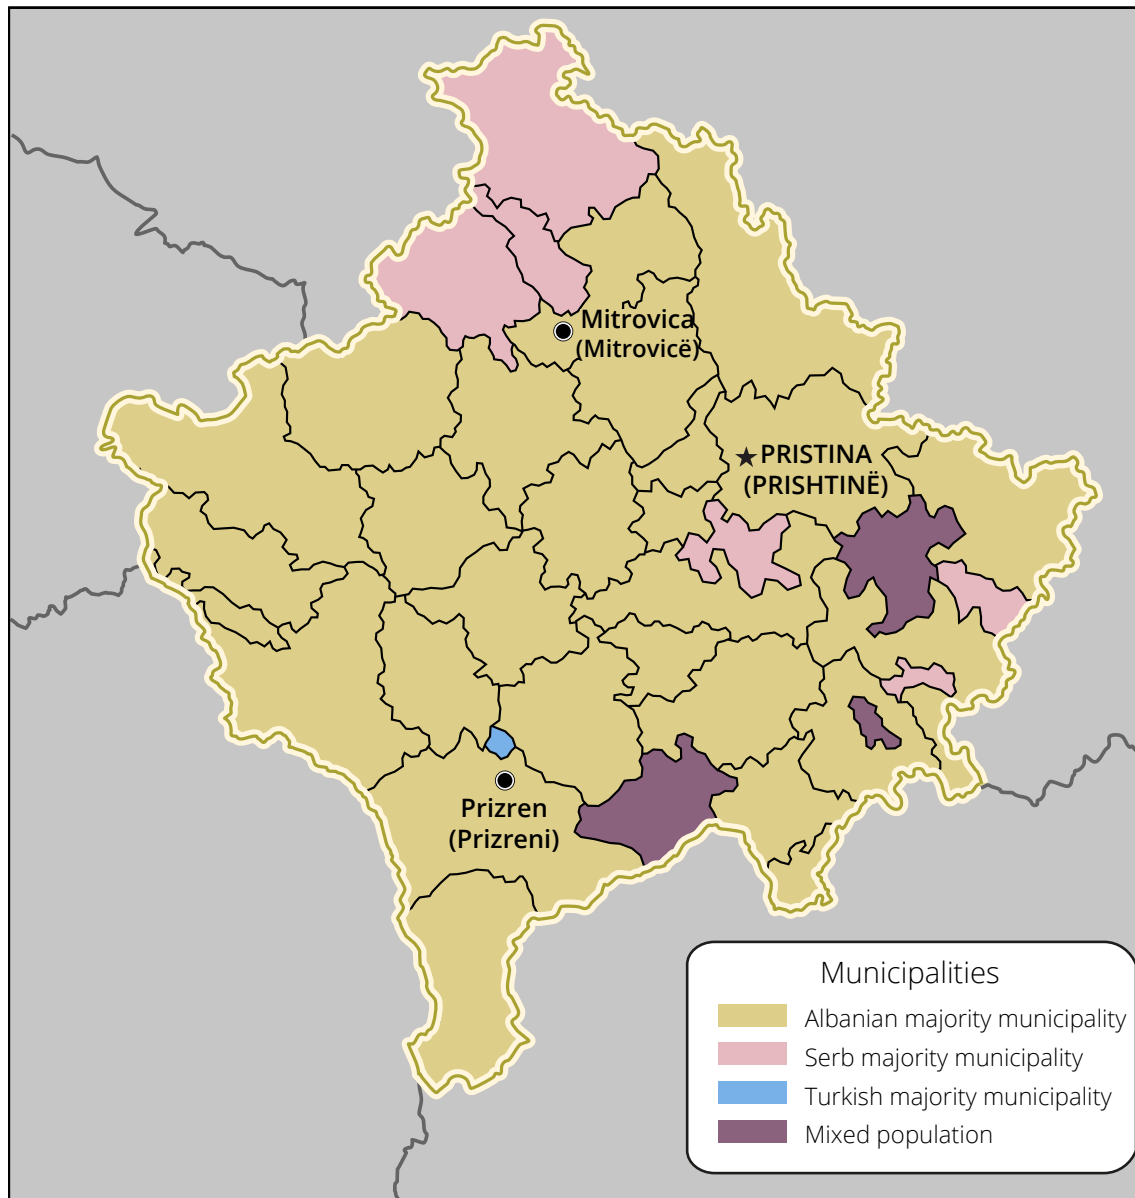 Mitrovica
(Mitrovicë)
PRISTINA
(PRISHTINË)
Prizren
(Prizreni)
Municipalities
Albanian majority municipality
Serb majority municipality
Turkish majority municipality
Mixed population